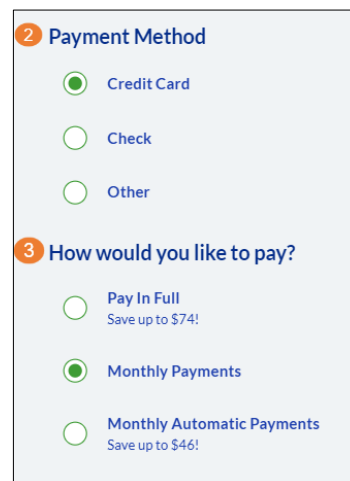 2 Payment Method
Credit Card
Check
Other
3 How would you like to pay?
Pay In Full
Save up to $74!
Monthly Payments
Monthly Automatic Payments
Save up to $46!